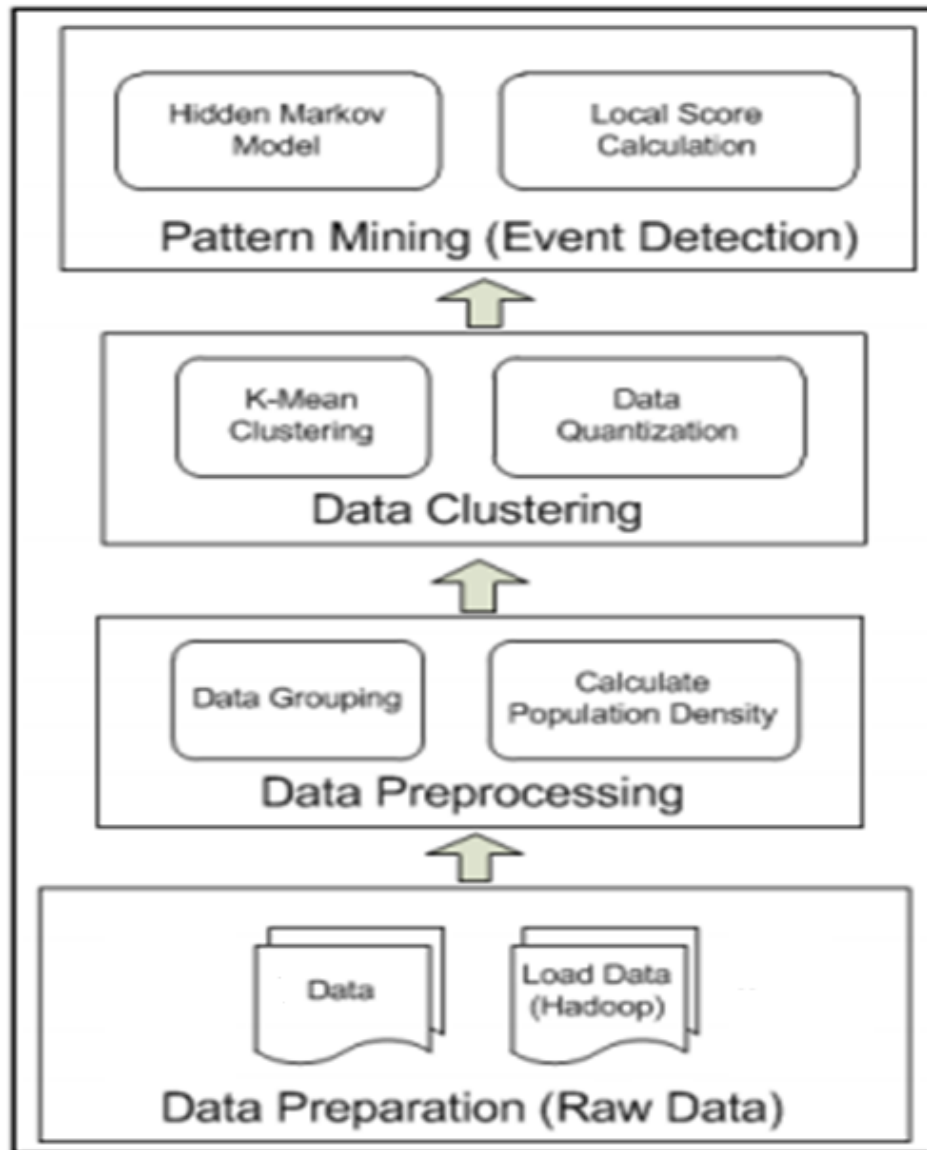 Hidden Markov
Model
Local Score
Calculation
Pattern Mining (Event Detection)
K-Mean
Clustering
Data
Quantization
Data Clustering
Data Grouping
Calculate
Population Density
Data Preprocessing
Data
Load Data
(Hadoop)
Data Preparation (Raw Data)